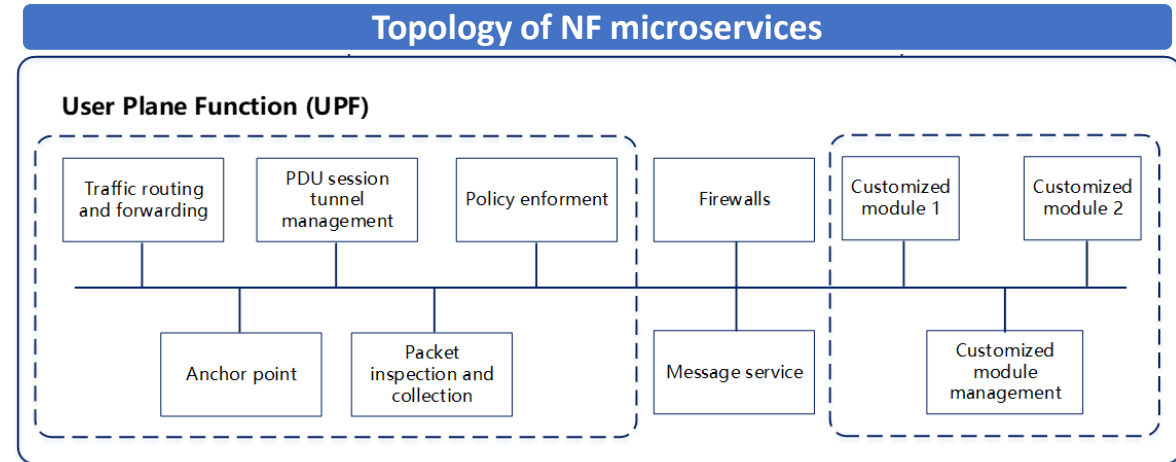 Topology of NF microservices
User Plane Function (UPF)
Traffic routing
and forwarding
PDU session
tunnel
management
Policy enforment
Firewalls
Customized
module 1
Customized
module 2
Anchor point
Packet
inspection and
collection
Message service
Customized
module
management